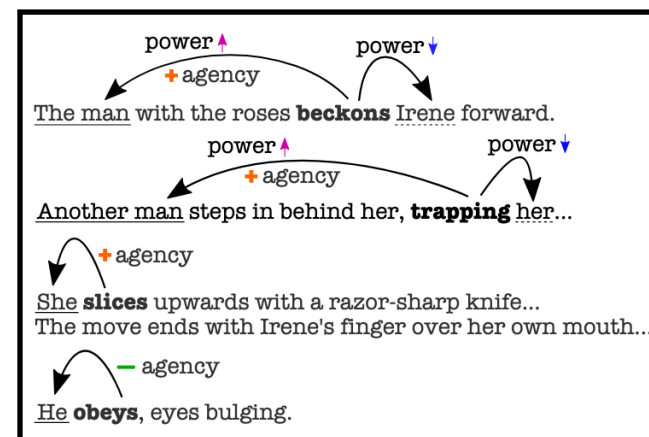 power power
+ agency
The man with the roses beckons Irene forward.
power power
+ agency
Another man steps in behind her, trapping her...
+ agency
She slices upwards with a razor-sharp knife...
The move ends with Irene's finger over her own mouth...
− agency
He obeys, eyes bulging.